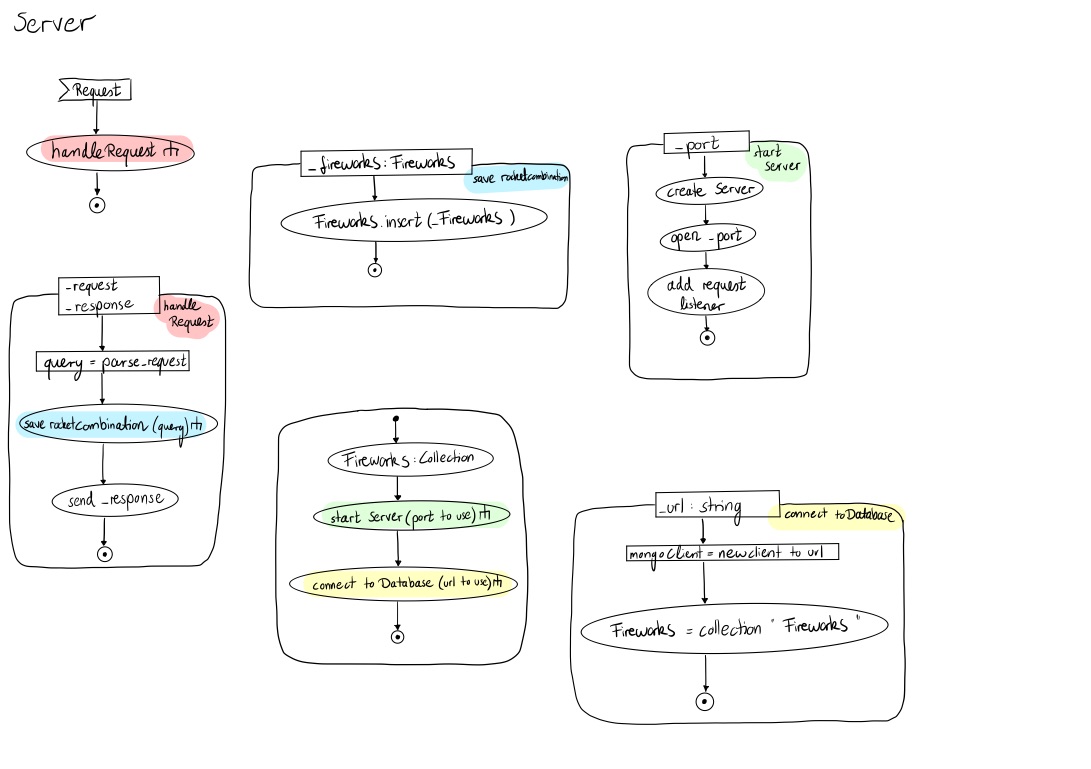 Server
Request
handleRequest
_request
_response
handle
Request
query = parse_request
save rocketcombination (query)
send _response
_fireworks: Fireworks
save rocketcombination
Fireworks.insert (_Fireworks )
Fireworks : Collection
start Server (port to use)
connect to Database (url to use)
_port
start
Server
create Server
open _port
add request
listener
_url : string
connect to Database
mongoClient = new client to url
Fireworks = collection " Fireworks "